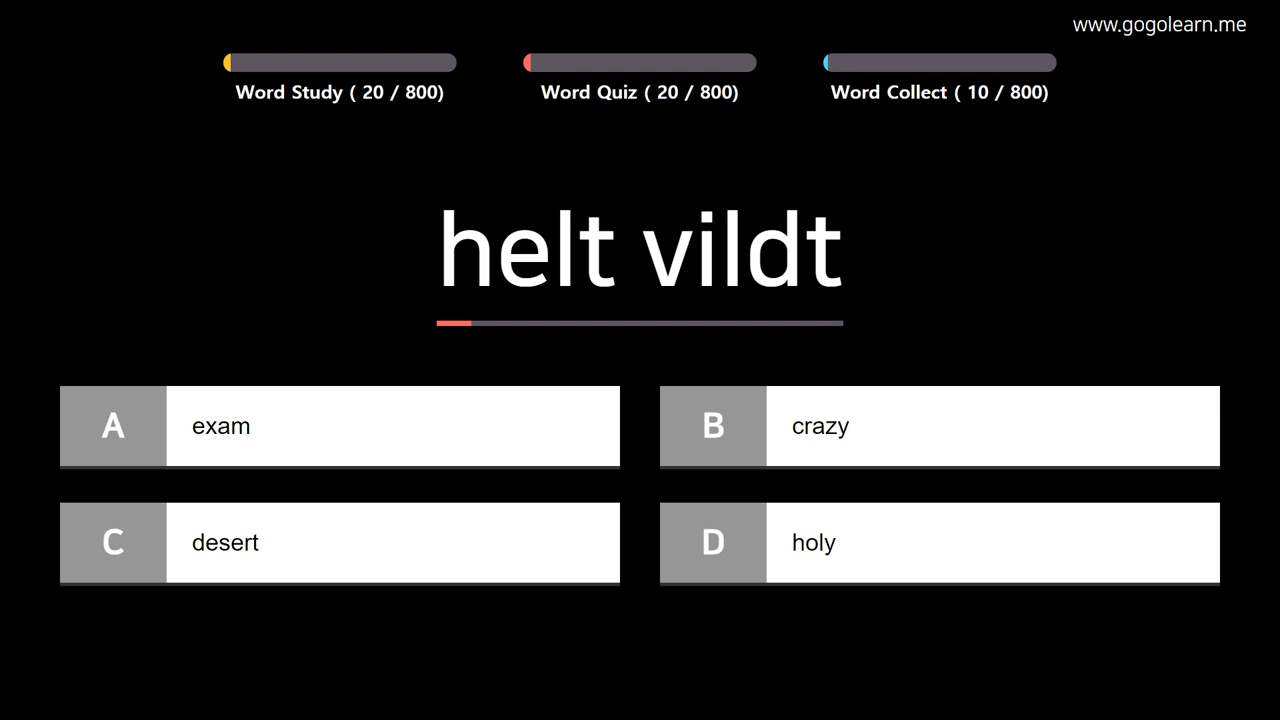 www.gogolearn.me
Word Study ( 20 / 800)
Word Quiz ( 20 / 800)
Word Collect ( 10 / 800)
helt vildt
A
exam
B
crazy
C
desert
D
holy